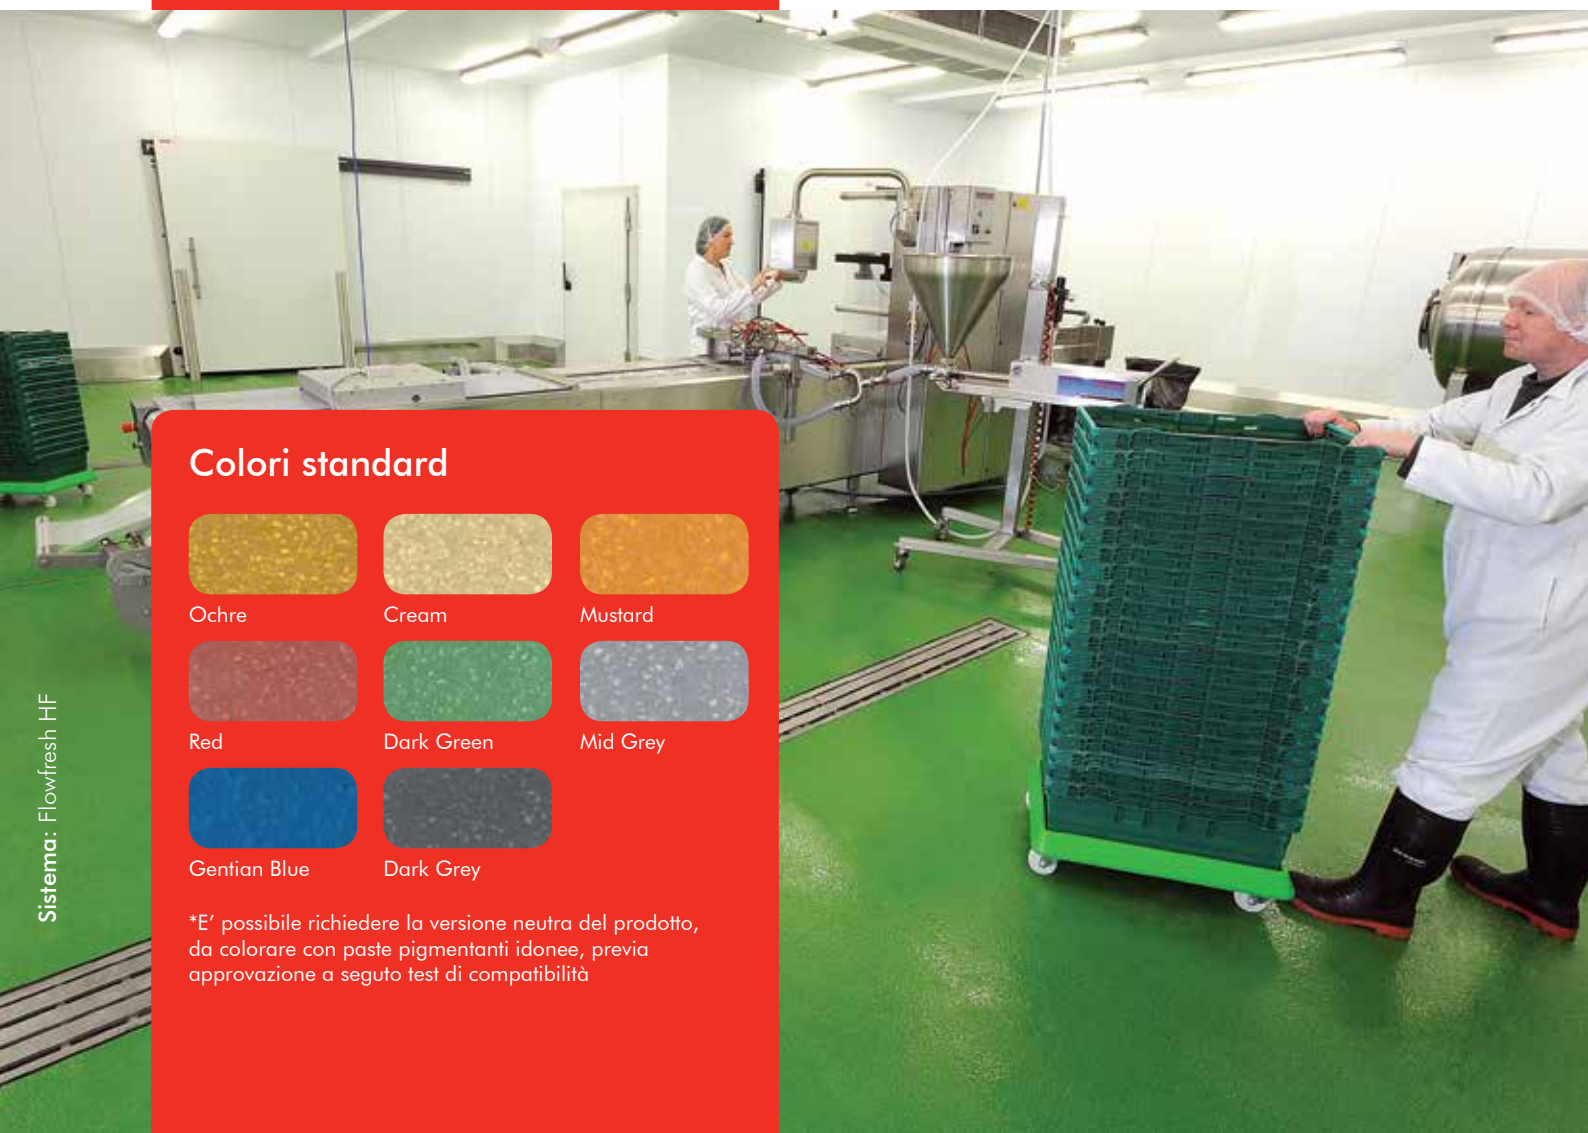 Colori standard
Ochre
Cream
Mustard
Red
Dark Green
Mid Grey
Gentian Blue
Dark Grey
*E’ possibile richiedere la versione neutra del prodotto,
da colorare con paste pigmentanti idonee, previa
approvazione a seguto test di compatibilità
Sistema: Flowfresh HF